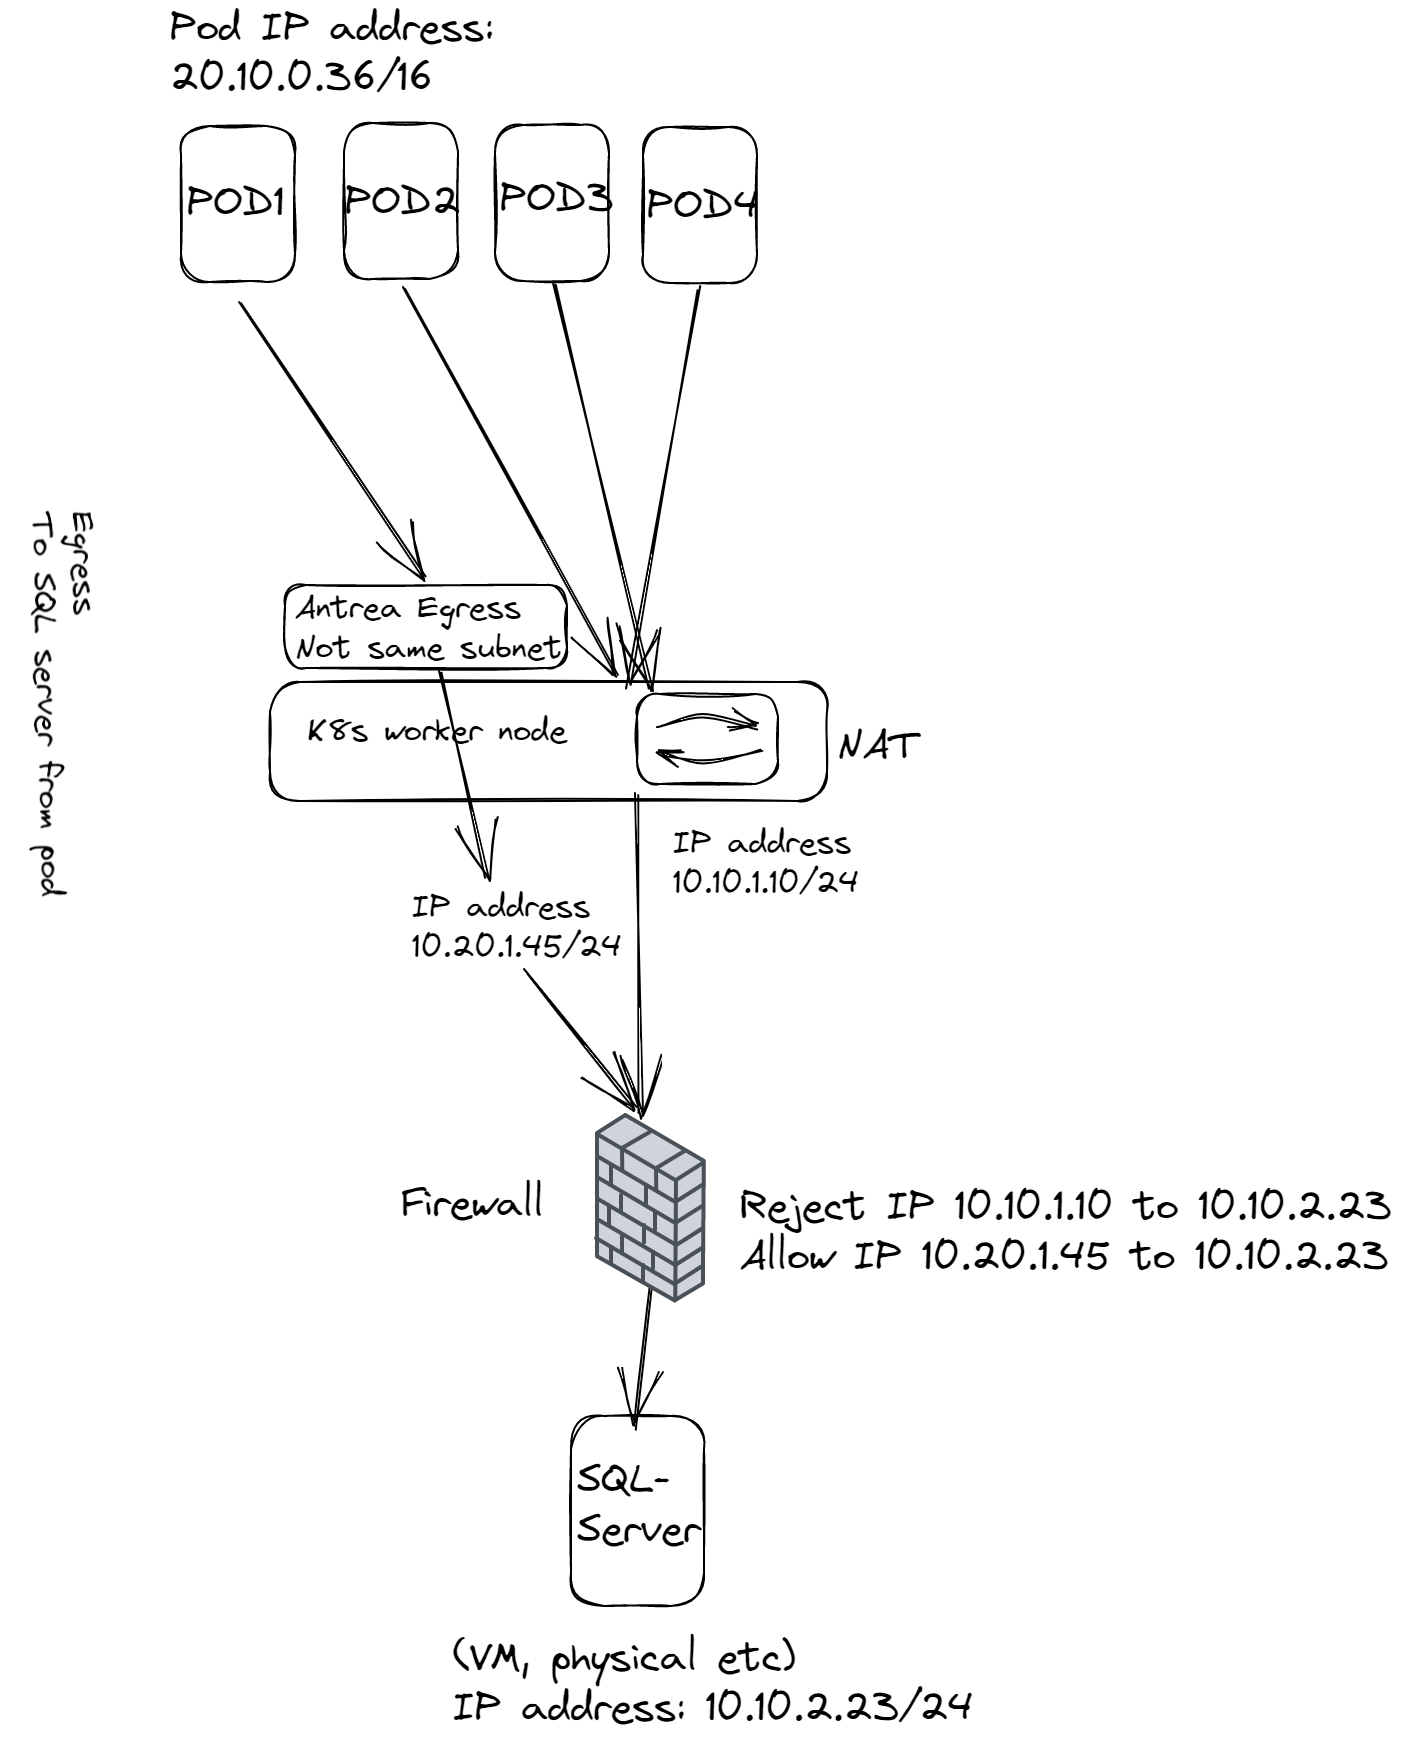 Pod IP address:
20.10.0.36/16
POD1
POD2
POD3
POD4
Egress
To SQL server from pod
Antrea Egress
Not same subnet
K8s worker node
NAT
IP address
10.10.1.10/24
IP address
10.20.1.45/24
Firewall
Reject IP 10.10.1.10 to 10.10.2.23
Allow IP 10.20.1.45 to 10.10.2.23
SQL-
Server
(VM, physical etc)
IP address: 10.10.2.23/24